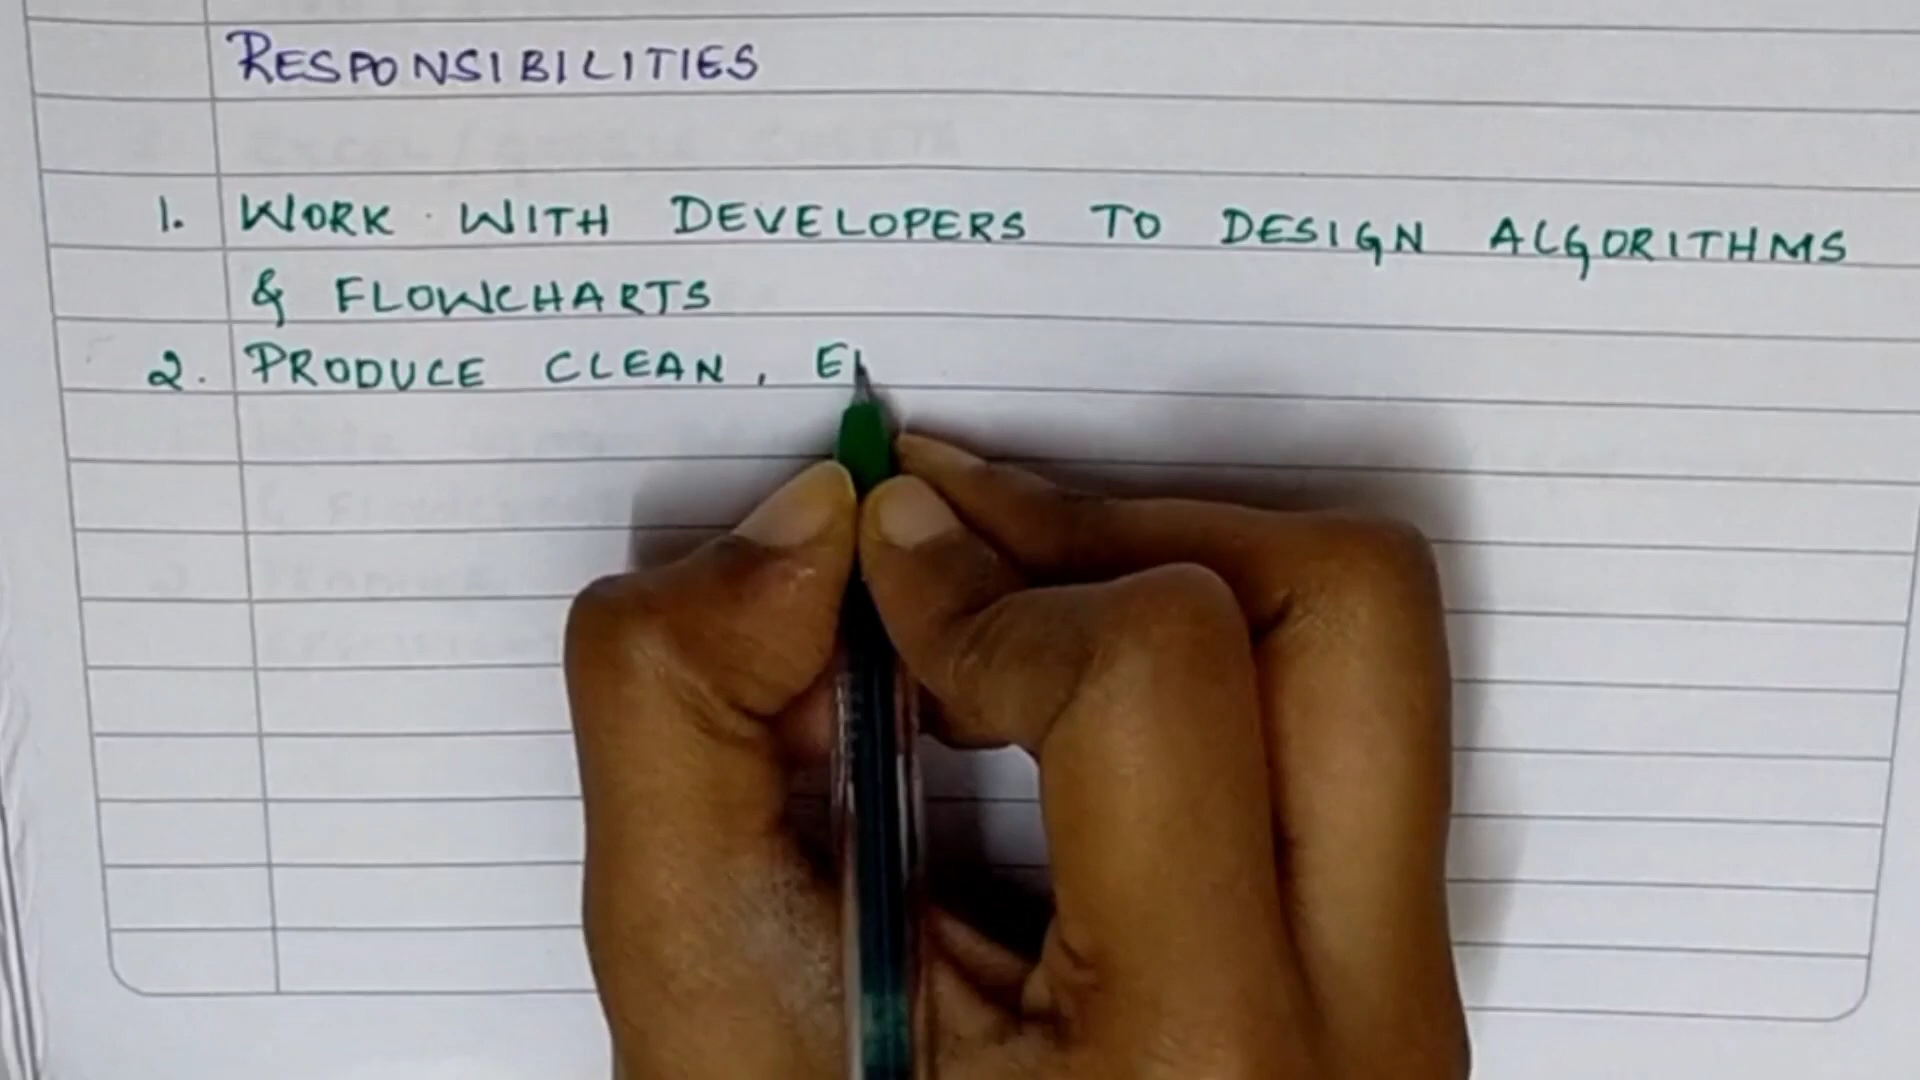 RESPONSIBILITIES
1. WORK WITH DEVELOPERS TO DESIGN ALGORITHMS
& FLOWCHARTS
2. PRODUCE CLEAN, E